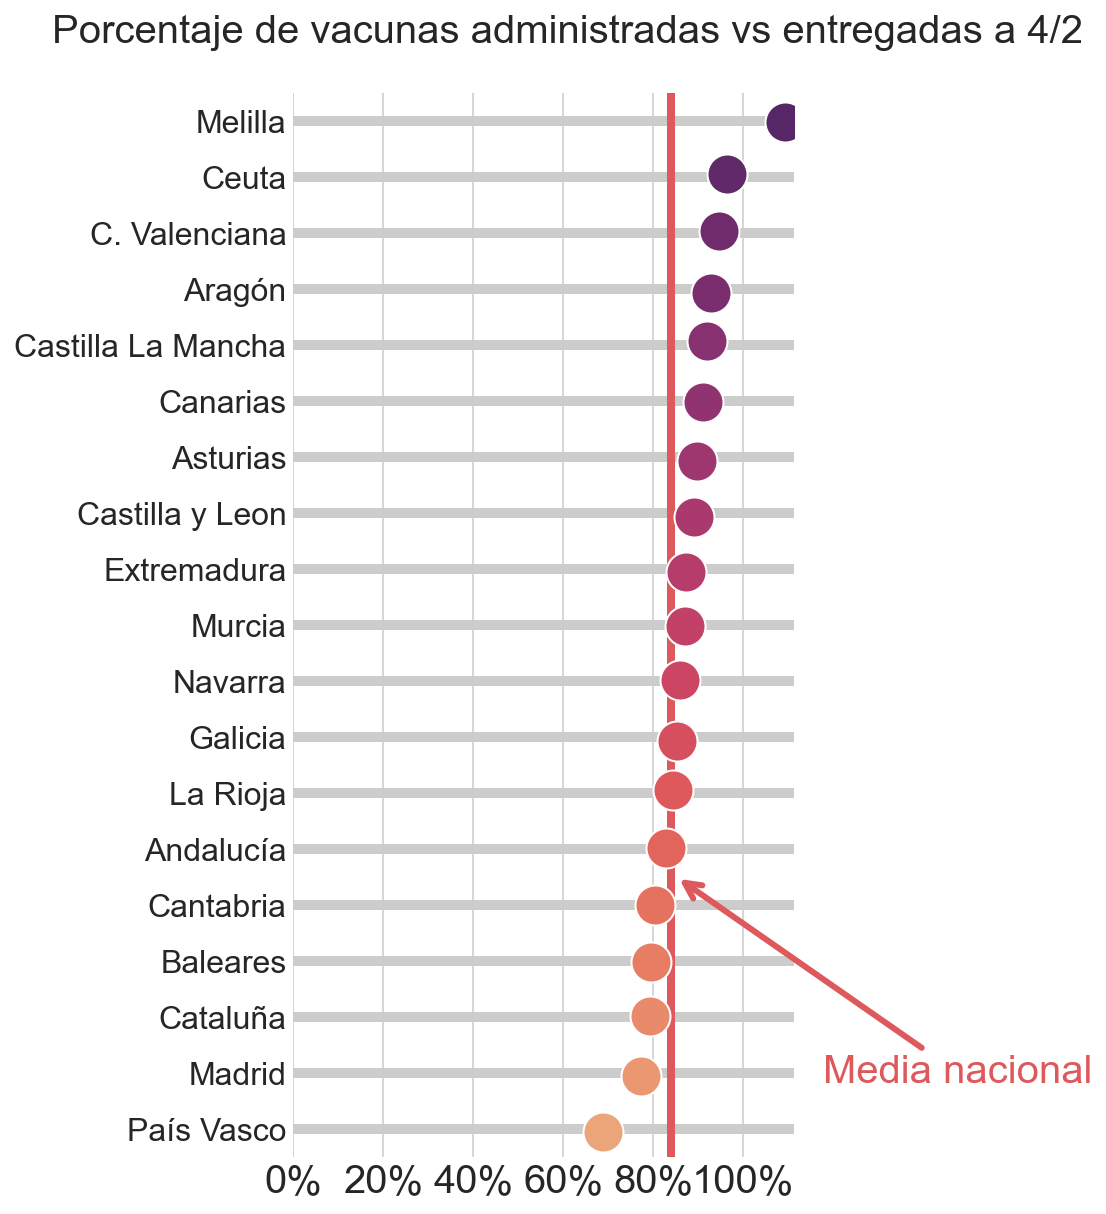 Porcentaje de vacunas administradas vs entregadas a 4/2
Melilla
Ceuta
C. Valenciana
Aragón
Castilla La Mancha
Canarias
Asturias
Castilla y Leon
Extremadura
Murcia
Navarra
Galicia
La Rioja
Andalucía
Cantabria
Baleares
Cataluña
Madrid
País Vasco
Media nacional
0% 20% 40% 60% 80% 100%